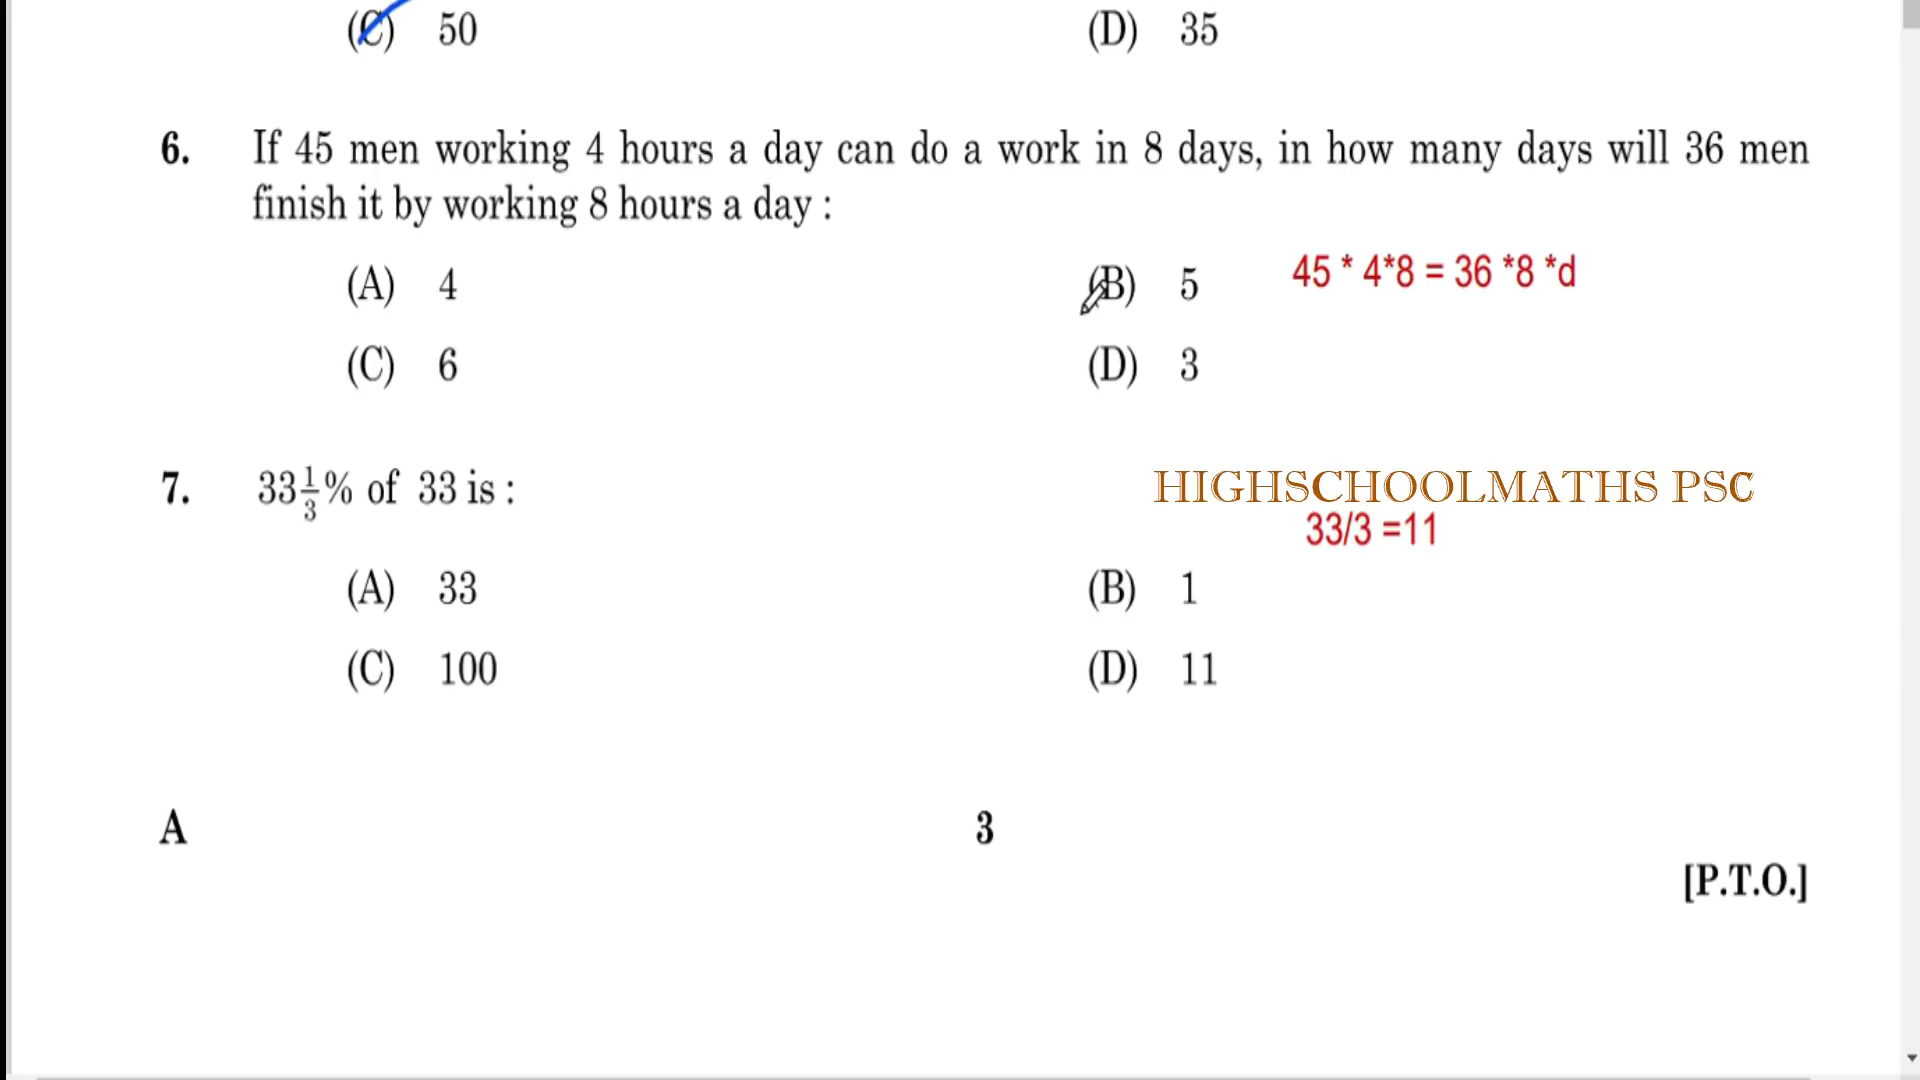 (C) 50 (D) 35
6. If 45 men working 4 hours a day can do a work in 8 days, in how many days will 36 men
finish it by working 8 hours a day :
(A) 4 (B) 5 45 * 4*8 = 36 *8 *d
(C) 6 (D) 3
7. 33 1/3% of 33 is : HIGHSCHOOLMATHS PSC
33/3 =11
(A) 33 (B) 1
(C) 100 (D) 11
A 3
[P.T.O.]